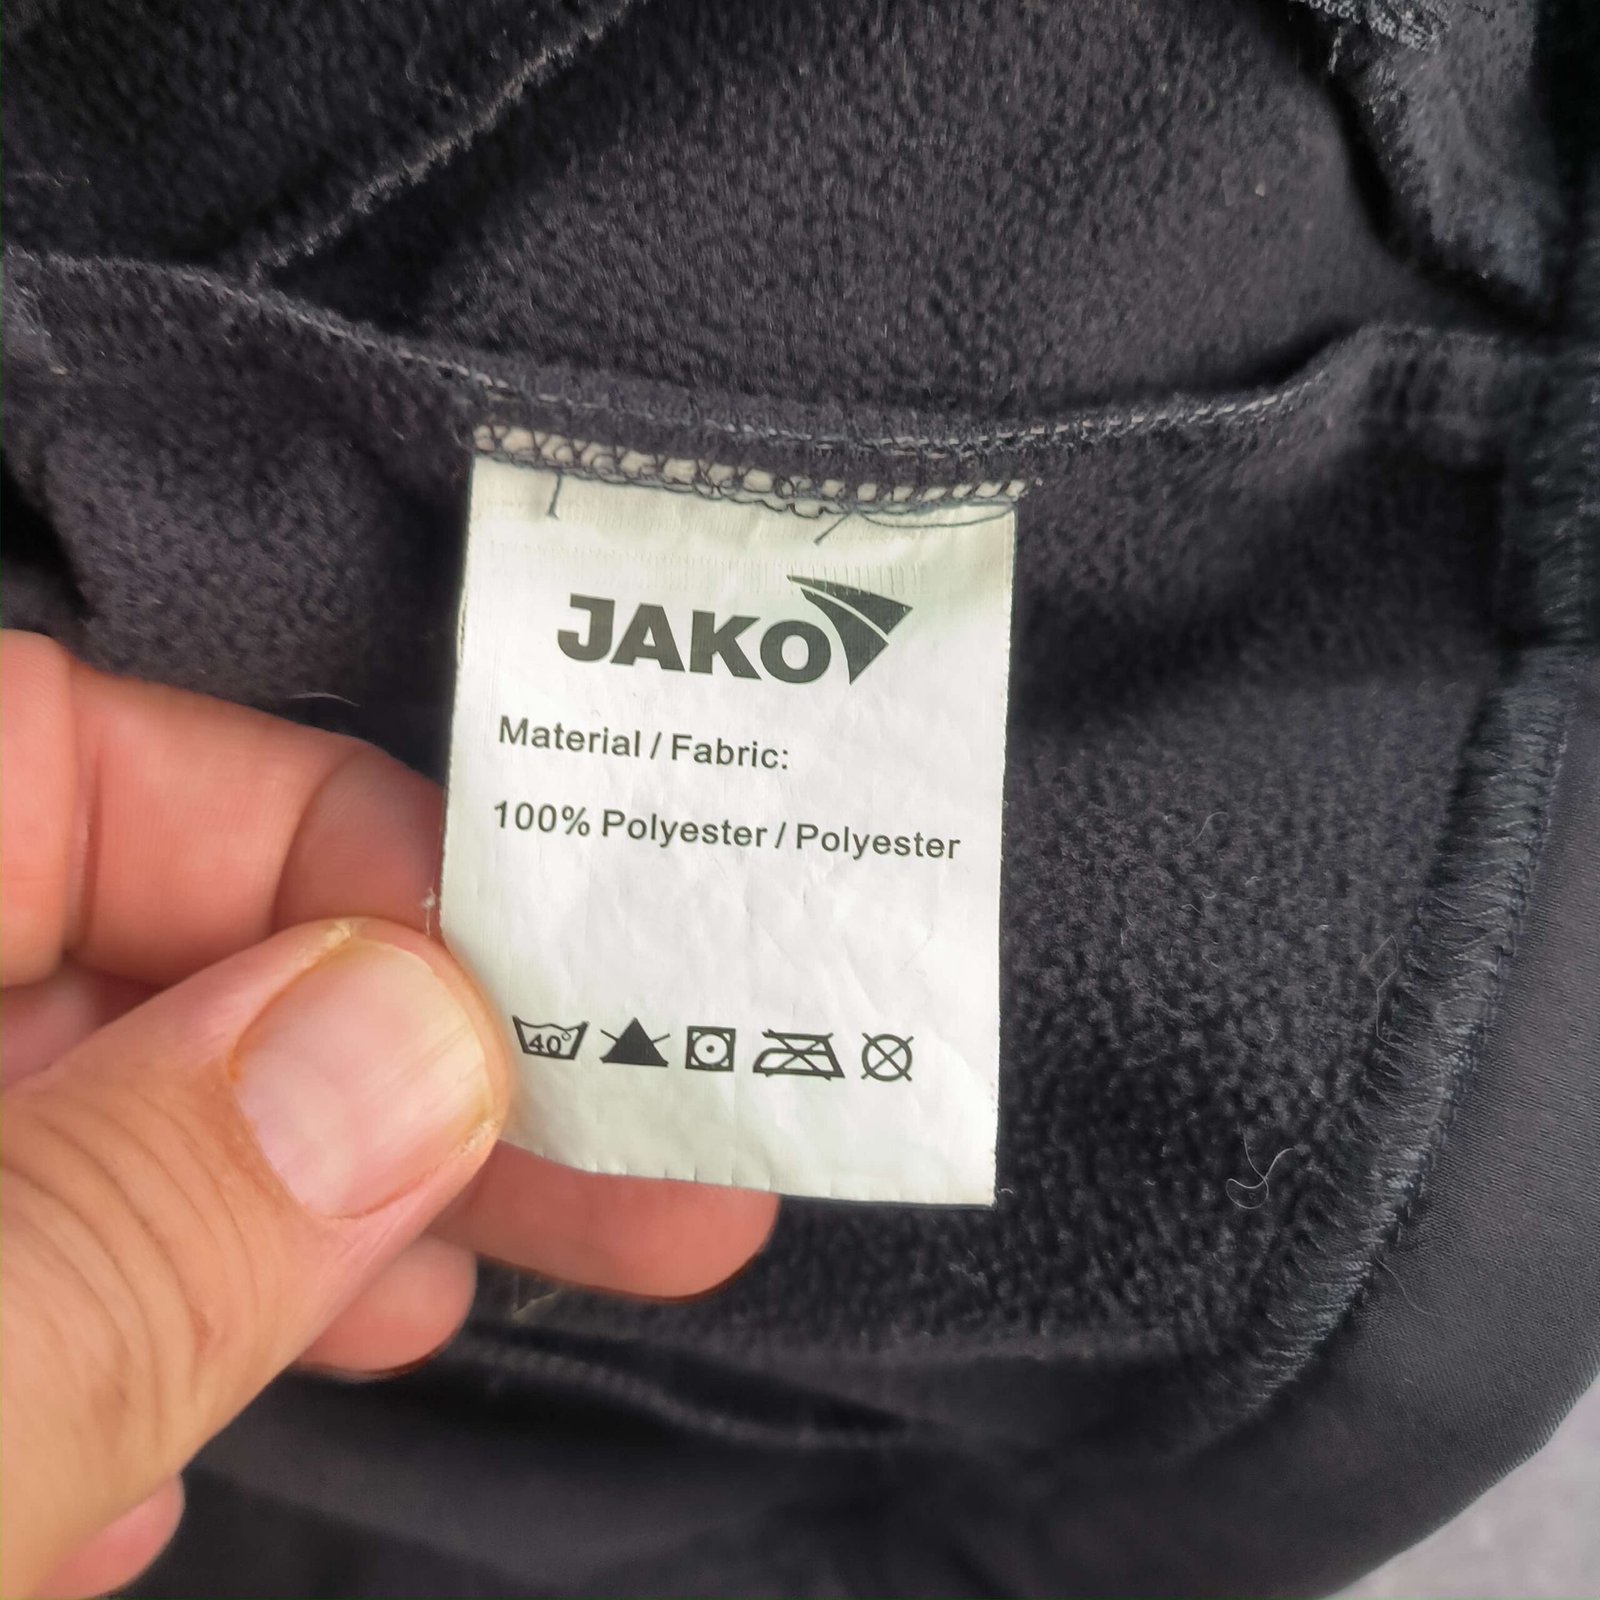 JAKO
Material / Fabric:
100% Polyester / Polyester
40°